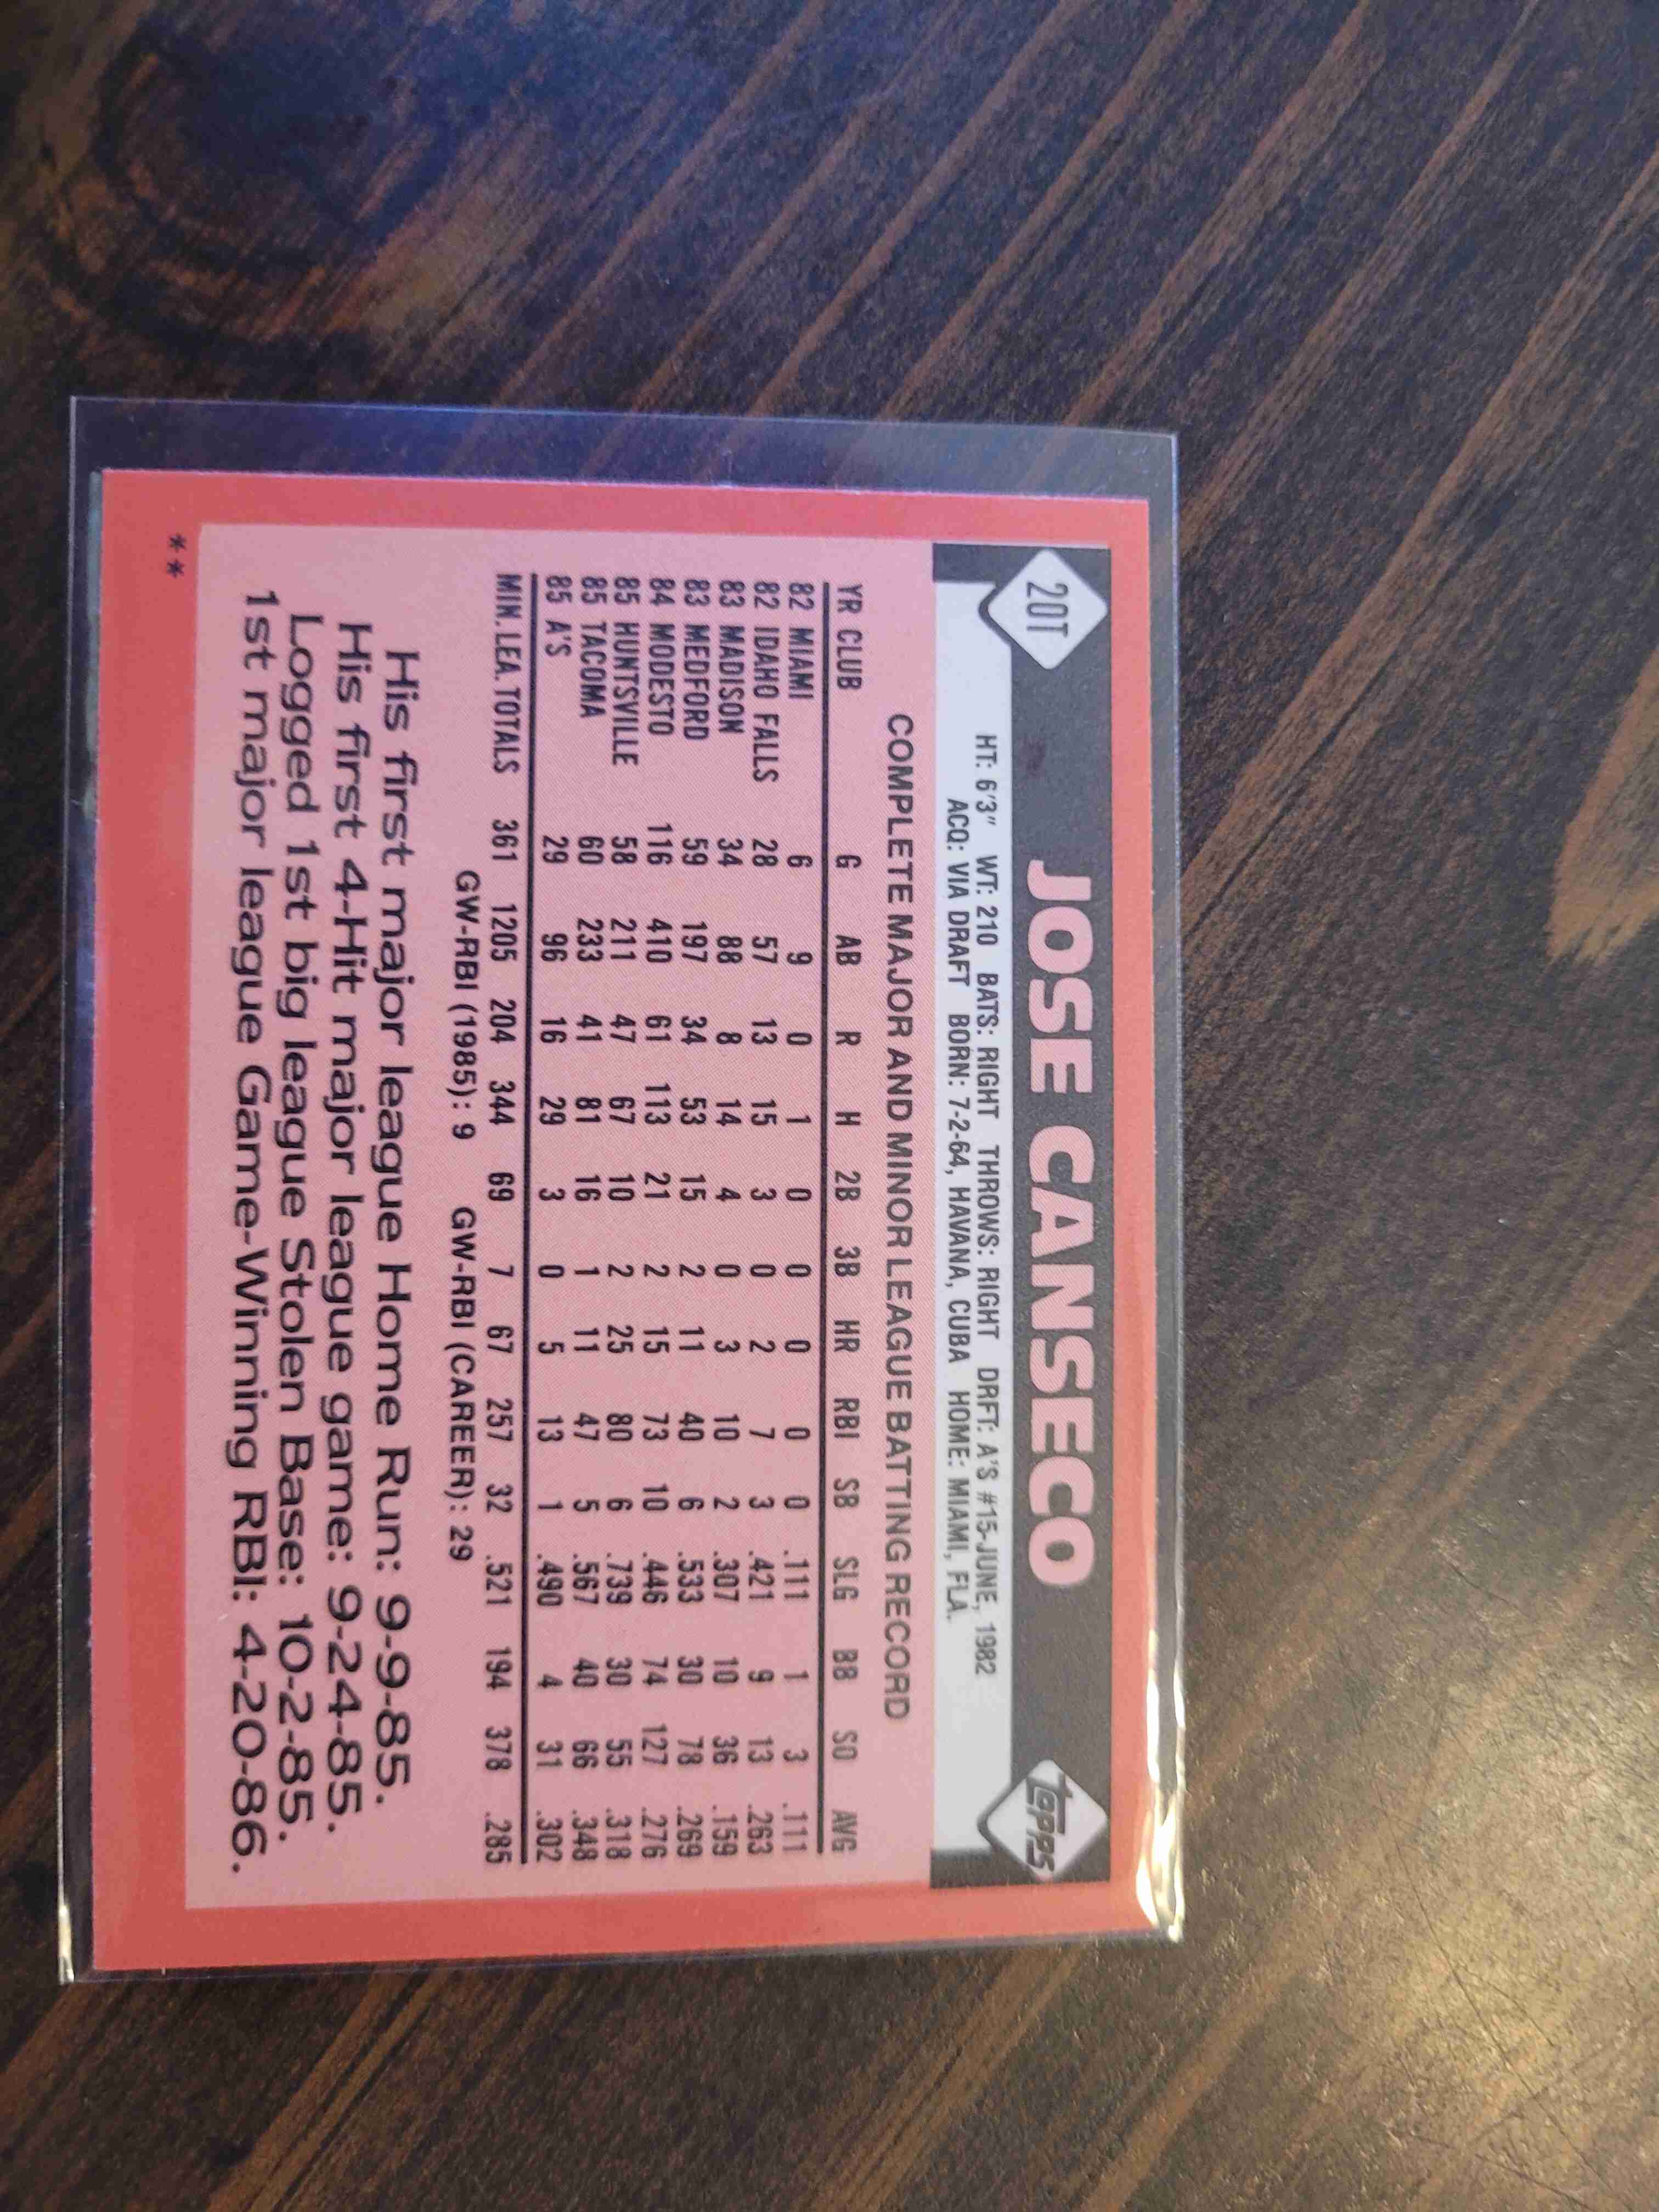 20T
JOSE CANSECO
topps
HT: 6'3" WT: 210 BATS: RIGHT THROWS: RIGHT DRFT: A'S #15-JUNE, 1982
ACQ: VIA DRAFT BORN: 7-2-64, HAVANA, CUBA HOME: MIAMI, FLA.
COMPLETE MAJOR AND MINOR LEAGUE BATTING RECORD
YR CLUB G AB R H 2B 3B HR RBI SB SLG BB SO AVG
82 MIAMI 6 9 0 1 0 0 0 0 0 .111 1 3 .111
82 IDAHO FALLS 28 57 13 15 3 0 2 7 3 .421 9 13 .263
83 MADISON 34 88 8 14 4 0 3 10 2 .307 10 36 .159
83 MEDFORD 59 197 34 53 15 2 11 40 6 .533 30 78 .269
84 MODESTO 116 410 61 113 21 2 15 73 10 .446 74 127 .276
85 HUNTSVILLE 58 211 47 67 10 2 25 80 6 .739 30 55 .318
85 TACOMA 60 233 41 81 16 1 11 47 5 .567 40 66 .348
85 A'S 29 96 16 29 3 0 5 13 1 .490 4 31 .302
MIN. LEA. TOTALS 361 1205 204 344 69 7 67 257 32 .521 194 378 .285
GW-RBI (1985): 9 GW-RBI (CAREER): 29
His first major league Home Run: 9-9-85.
His first 4-Hit major league game: 9-24-85.
Logged 1st big league Stolen Base: 10-2-85.
1st major league Game-Winning RBI: 4-20-86.
**